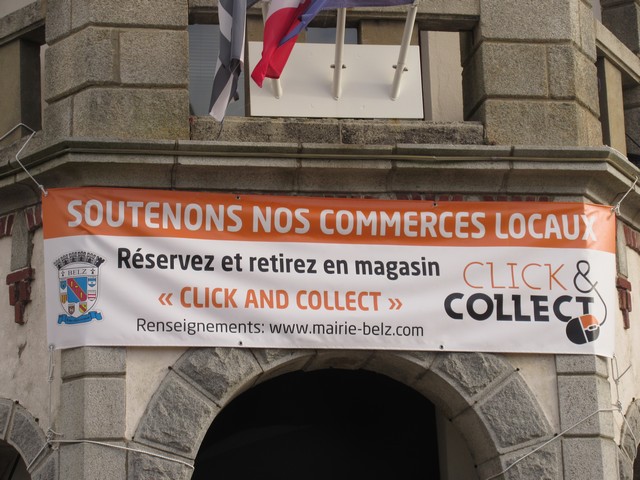 SOUTENONS NOS COMMERCES LOCAUX
BELZ
Réservez et retirez en magasin
« CLICK AND COLLECT »
Renseignements: www.mairie-belz.com
CLICK &
COLLECT